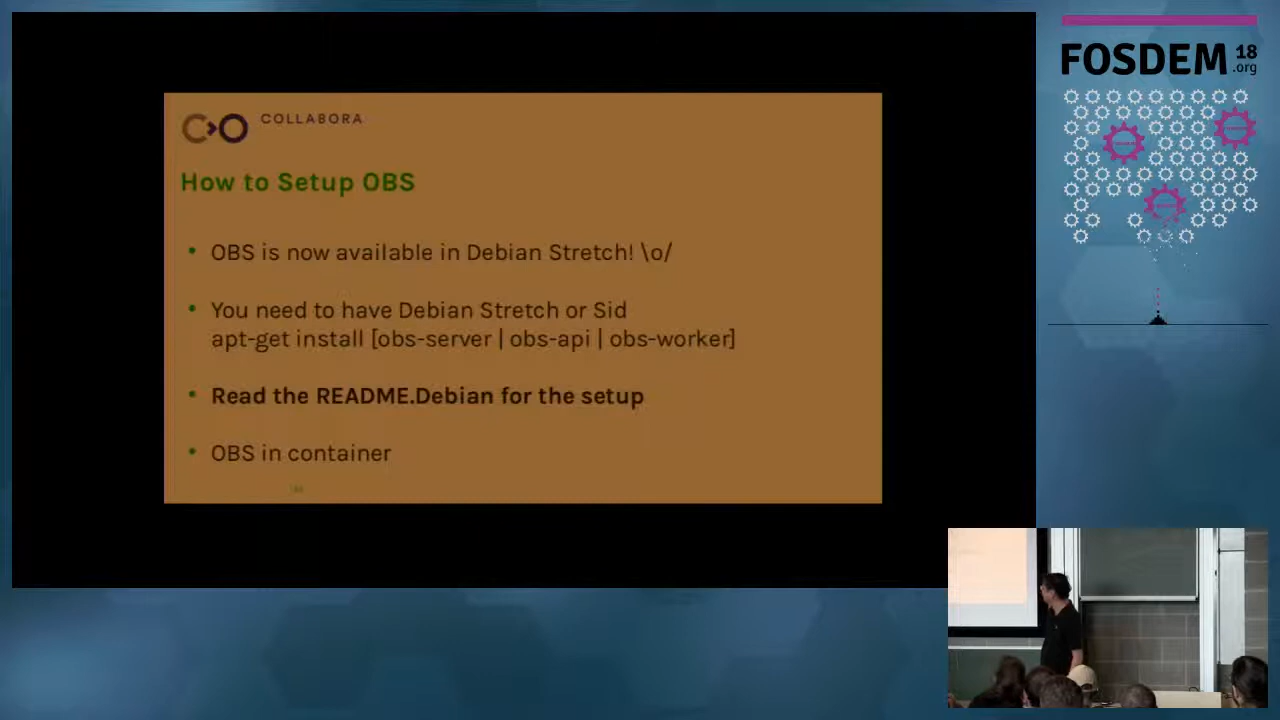 COLLABORA
How to Setup OBS
• OBS is now available in Debian Stretch! \o/
• You need to have Debian Stretch or Sid
apt-get install [obs-server | obs-api | obs-worker]
• Read the README.Debian for the setup
• OBS in container
FOSDEM 18
.org